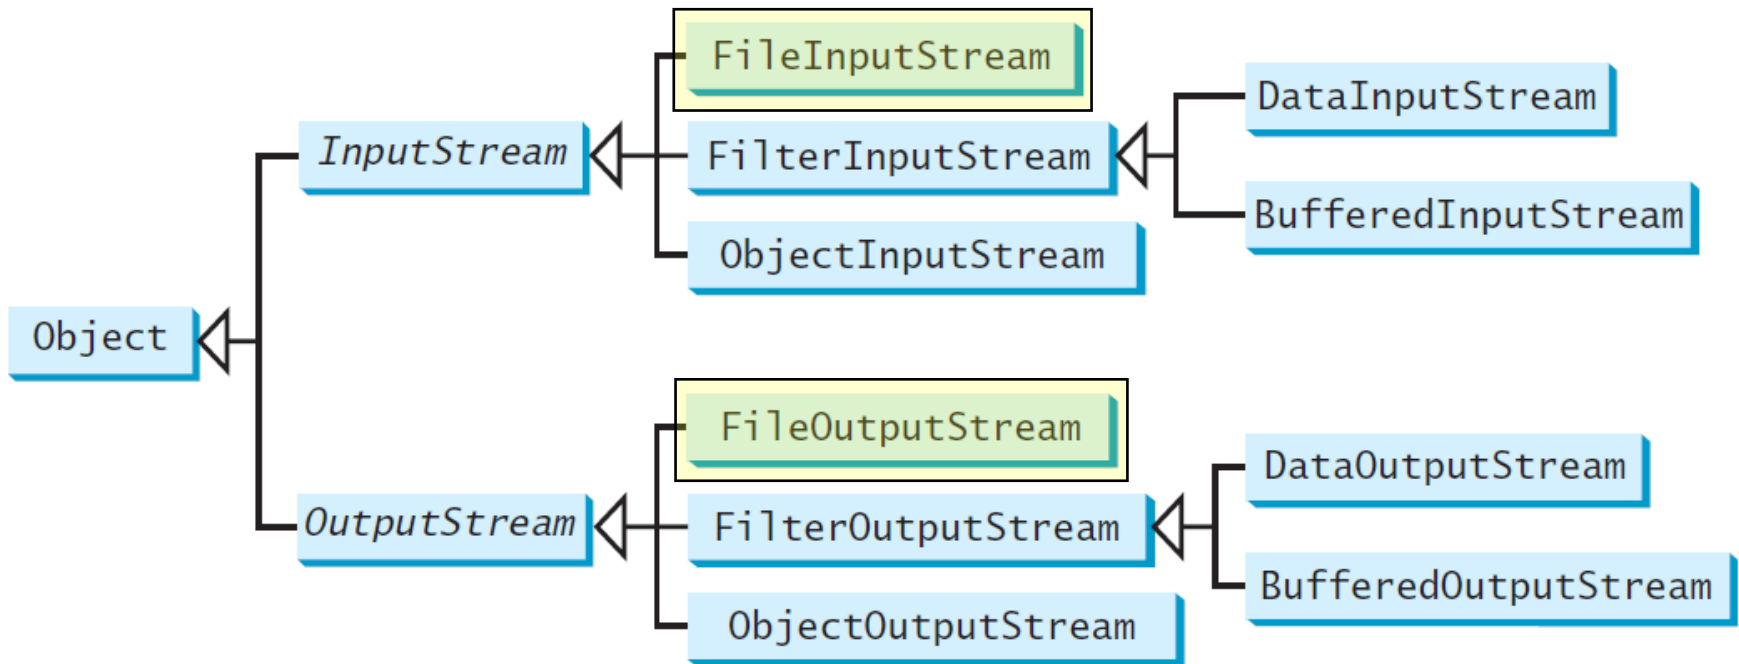 FileInputStream
DataInputStream
InputStream
FilterInputStream
BufferedInputStream
ObjectInputStream
Object
FileOutputStream
DataOutputStream
OutputStream
FilterOutputStream
BufferedOutputStream
ObjectOutputStream